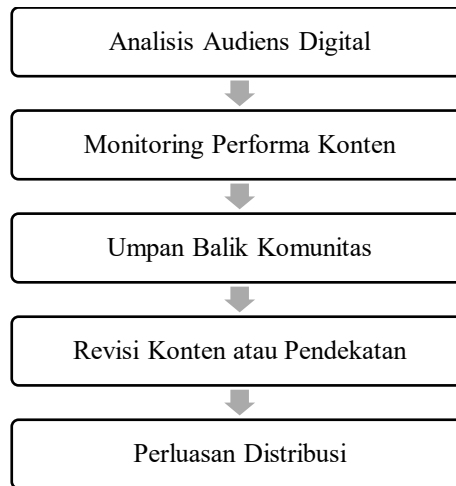 Analisis Audiens Digital
Monitoring Performa Konten
Umpan Balik Komunitas
Revisi Konten atau Pendekatan
Perluasan Distribusi